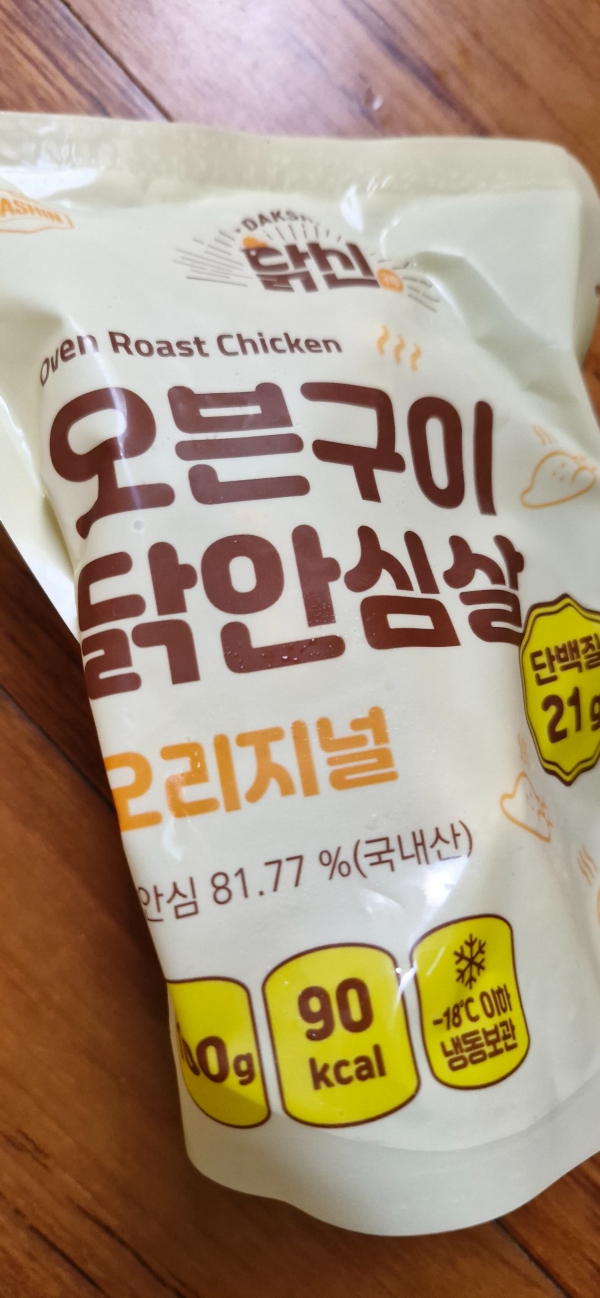 닭신
Oven Roast Chicken
오븐구이
닭안심살
단백질
21g
오리지널
안심 81.77 %(국내산)
90
kcal
-18℃ 이하
냉동보관